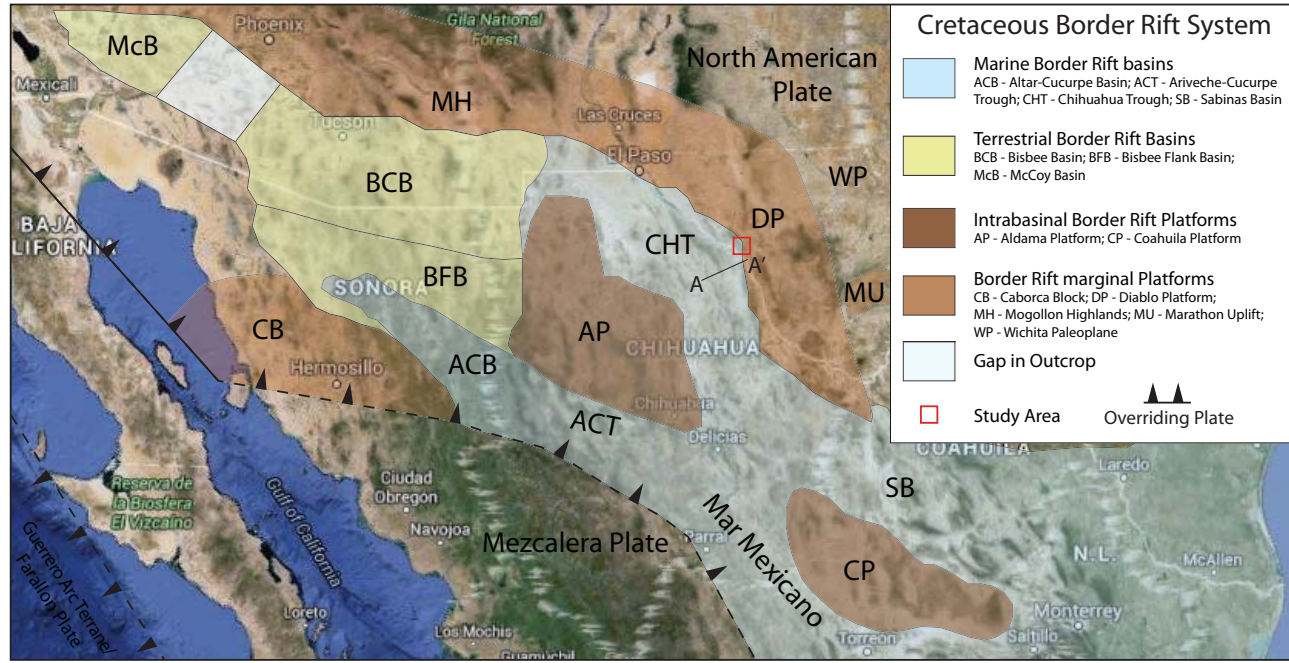 McB
Phoenix
Gila National
Forest
North American
Plate
Mexicali
MH
Tucson
Las Cruces
El Paso
WP
BCB
DP
BAJA
ALIFORNIA
CHT
A
A'
BFB
SONORA
MU
CB
AP
CHIHUAHUA
ACB
Hermosillo
ACT
Chihuahua
Delicias
COAHUILA
Laredo
Reserva de
la Biosfera
El Vizcaino
Gulf of California
Ciudad
Obregón
Navojoa
SB
Mezcalera Plate
Parral
Mar Mexicano
N.L.
McAllen
CP
Guerrero Arc Terrane/
Farallon Plate
Loreto
Los Mochis
Guamúchil
Torreón
Monterrey
Saltillo
Cretaceous Border Rift System
Marine Border Rift basins
ACB - Altar-Cucurpe Basin; ACT - Ariveche-Cucurpe
Trough; CHT - Chihuahua Trough; SB - Sabinas Basin
Terrestrial Border Rift Basins
BCB - Bisbee Basin; BFB - Bisbee Flank Basin;
McB - McCoy Basin
Intrabasinal Border Rift Platforms
AP - Aldama Platform; CP - Coahuila Platform
Border Rift marginal Platforms
CB - Caborca Block; DP - Diablo Platform;
MH - Mogollon Highlands; MU - Marathon Uplift;
WP - Wichita Paleoplane
Gap in Outcrop
Study Area
Overriding Plate